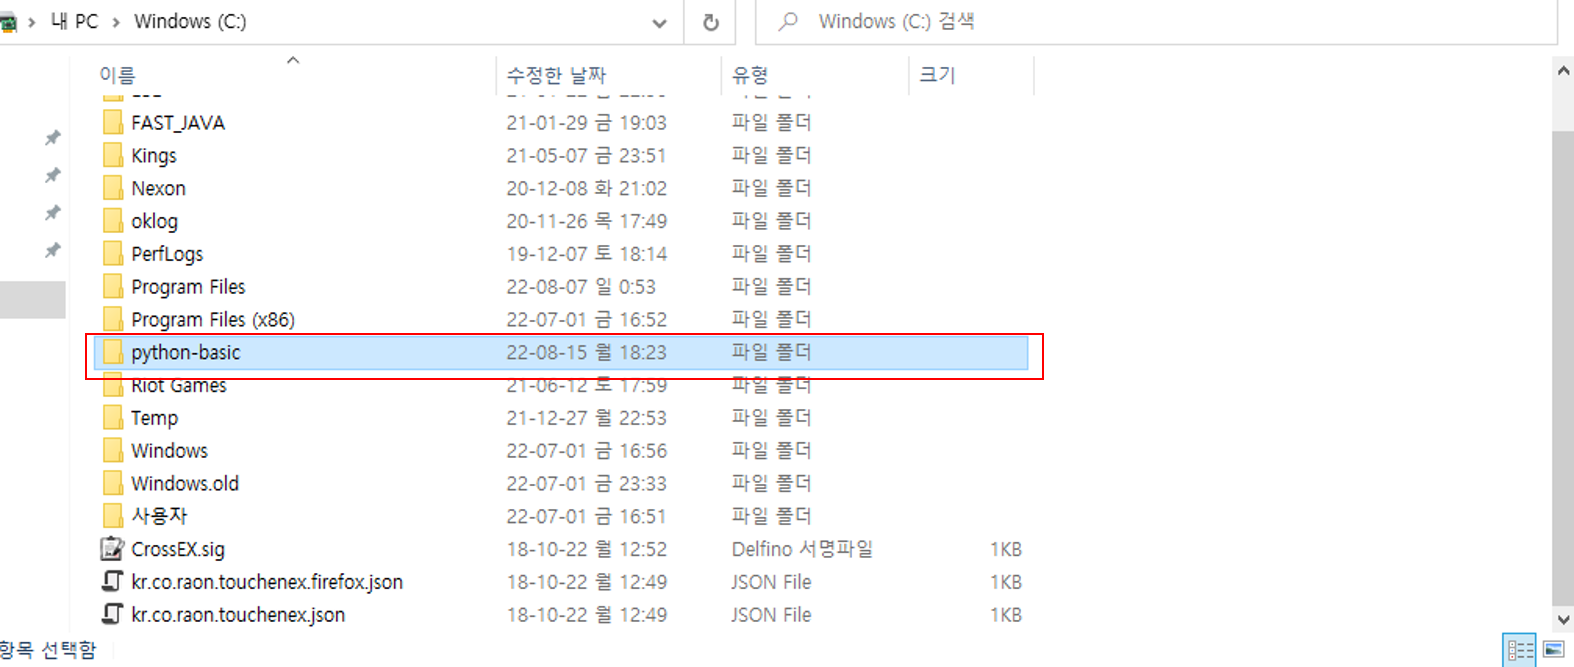 내 PC > Windows (C:)
Windows (C:) 검색
이름 수정한 날짜 유형 크기
FAST_JAVA 21-01-29 금 19:03 파일 폴더
Kings 21-05-07 금 23:51 파일 폴더
Nexon 20-12-08 화 21:02 파일 폴더
oklog 20-11-26 목 17:49 파일 폴더
PerfLogs 19-12-07 토 18:14 파일 폴더
Program Files 22-08-07 일 0:53 파일 폴더
Program Files (x86) 22-07-01 금 16:52 파일 폴더
python-basic 22-08-15 월 18:23 파일 폴더
Riot Games 21-06-12 토 17:59 파일 폴더
Temp 21-12-27 월 22:53 파일 폴더
Windows 22-07-01 금 16:56 파일 폴더
Windows.old 22-07-01 금 23:33 파일 폴더
사용자 22-07-01 금 16:51 파일 폴더
CrossEX.sig 18-10-22 월 12:52 Delfino 서명파일 1KB
kr.co.raon.touchenex.firefox.json 18-10-22 월 12:49 JSON File 1KB
kr.co.raon.touchenex.json 18-10-22 월 12:49 JSON File 1KB
항목 선택함